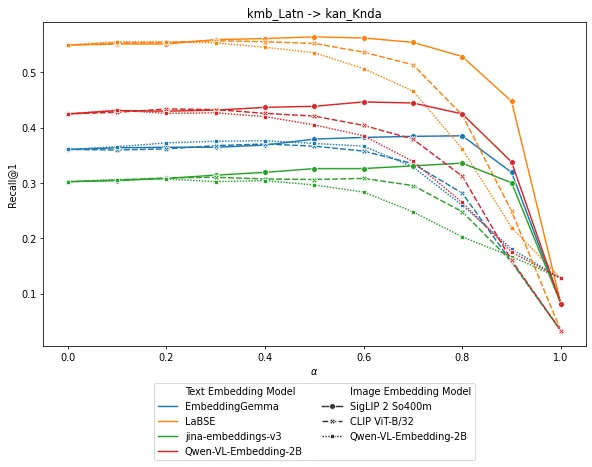 kmb_Latn -> kan_Knda
Recall@1
0.5
0.4
0.3
0.2
0.1
0.0 0.2 0.4 0.6 0.8 1.0
α
Text Embedding Model Image Embedding Model
EmbeddingGemma SigLIP 2 So400m
LaBSE CLIP ViT-B/32
jina-embeddings-v3 Qwen-VL-Embedding-2B
Qwen-VL-Embedding-2B